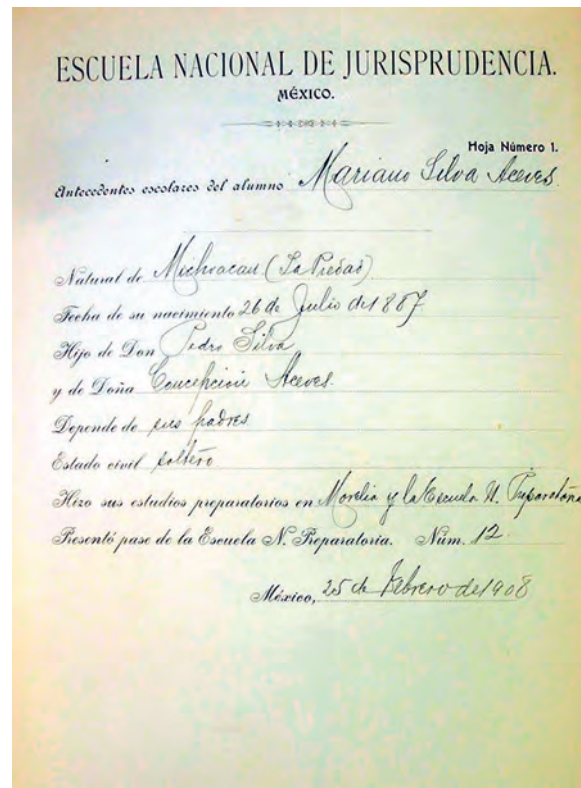 ESCUELA NACIONAL DE JURISPRUDENCIA.
MÉXICO.
Hoja Número 1.
Antecedentes escolares del alumno Mariano Silva Aceves
Natural de Michoacan (La Piedad)
Fecha de su nacimiento 26 de Julio de 1887.
Hijo de Don Pedro Silva
y de Doña Concepcion Aceves.
Depende de sus padres
Estado civil soltero
Hizo sus estudios preparatorios en Morelia y la Escuela N. Preparatoria
Presentó pase de la Escuela N. Preparatoria. Núm. 12.
México, 25 de Febrero de 1908